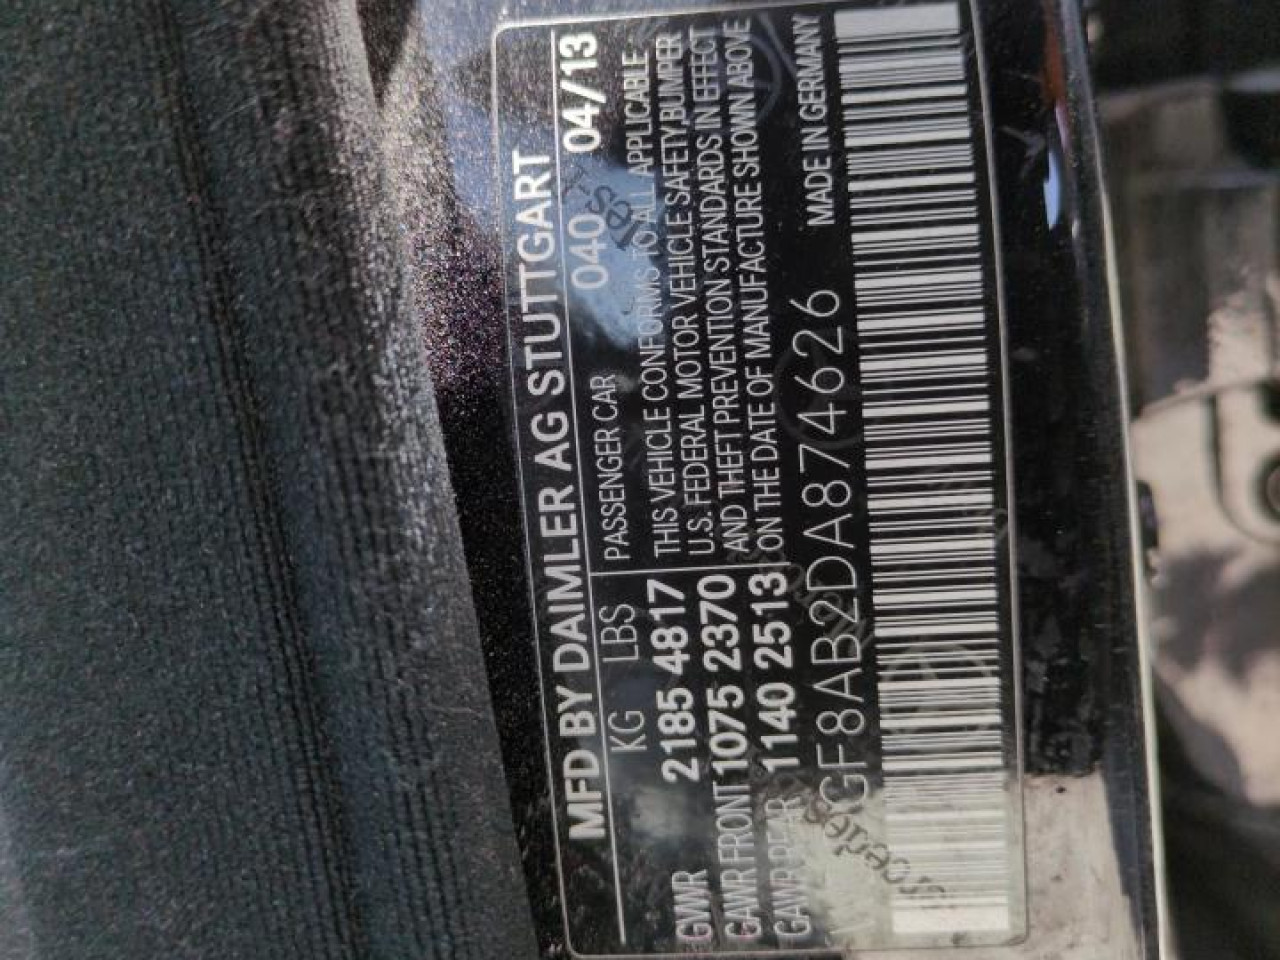 MFD BY DAIMLER AG STUTTGART
KG LBS PASSENGER CAR 040 04/13
GVWR 2185 4817 THIS VEHICLE CONFORMS TO ALL APPLICABLE
GAWR FRONT 1075 2370 U.S. FEDERAL MOTOR VEHICLE SAFETY, BUMPER
GAWR REAR 1140 2513 AND THEFT PREVENTION STANDARDS IN EFFECT
ON THE DATE OF MANUFACTURE SHOWN ABOVE
GF8AB2DA874626 MADE IN GERMANY